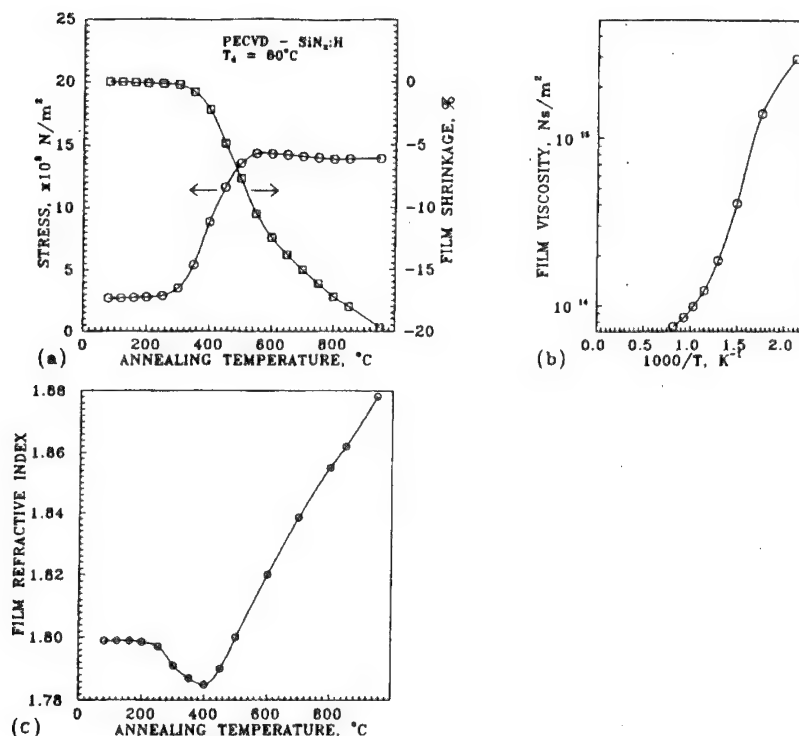 PECVD - SiNx:H
Td = 80°C
STRESS, x10⁸ N/m²
25
20
15
10
5
0
FILM SHRINKAGE, %
0
-5
-10
-15
-20
0 200 400 600 800
(a) ANNEALING TEMPERATURE, °C
FILM VISCOSITY, Ns/m²
10¹⁵
10¹⁴
0.0 0.5 1.0 1.5 2.0
(b) 1000/T, K⁻¹
FILM REFRACTIVE INDEX
1.88
1.86
1.84
1.82
1.80
1.78
0 200 400 600 800
(c) ANNEALING TEMPERATURE, °C